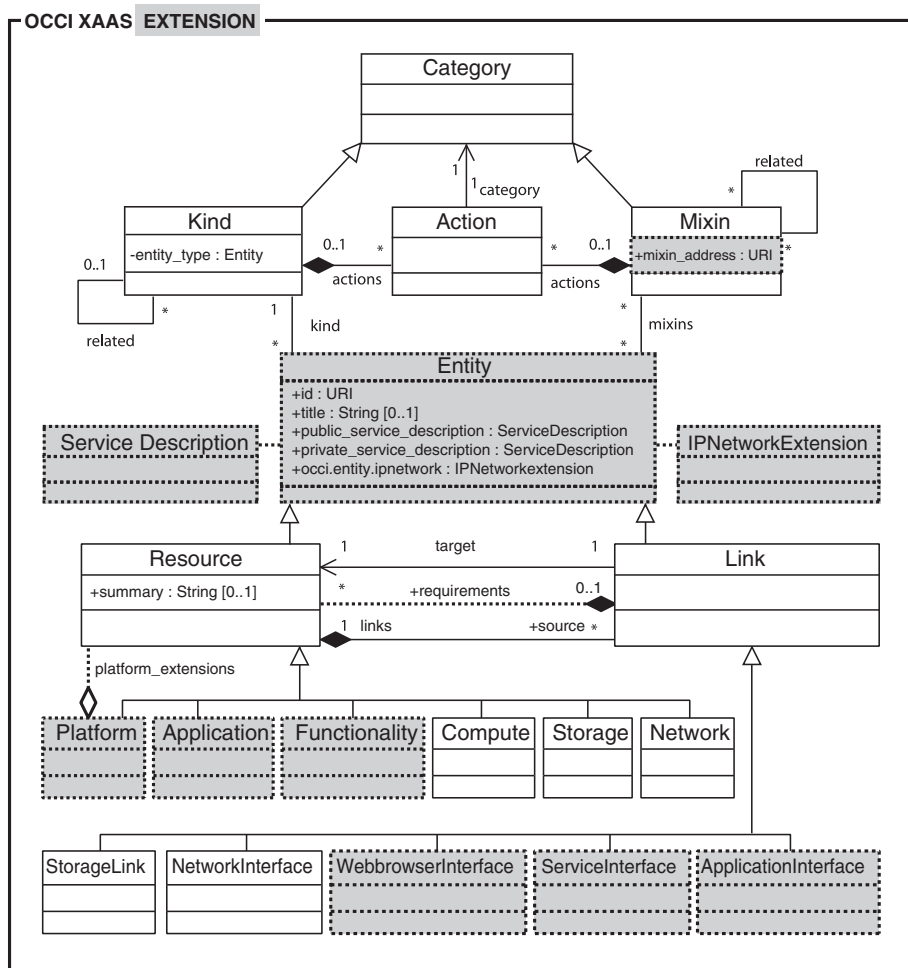 OCCI XAAS EXTENSION
Category
related
1
1
category
*
Kind
Action
Mixin
-entity_type : Entity
0..1
*
*
0..1
+mixin_address : URI
*
0..1
actions
actions
*
1
*
related
kind
mixins
*
*
Entity
+id : URI
+title : String [0..1]
+public_service_description : ServiceDescription
+private_service_description : ServiceDescription
+occi.entity.ipnetwork : IPNetworkextension
Service Description
IPNetworkExtension
Resource
1
target
1
Link
+summary : String [0..1]
*
+requirements
0..1
1
links
+source
*
platform_extensions
Platform
Application
Functionality
Compute
Storage
Network
StorageLink
NetworkInterface
WebbrowserInterface
ServiceInterface
ApplicationInterface